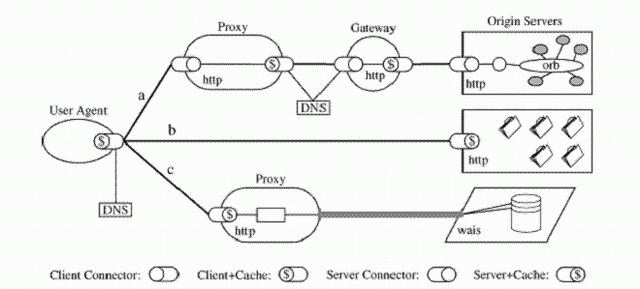 Proxy
Gateway
Origin Servers
$
$
$
http
http
http
orb
DNS
a
User Agent
$
b
$
http
c
DNS
Proxy
$
http
wais
Client Connector:
Client+Cache: $
Server Connector:
Server+Cache: $